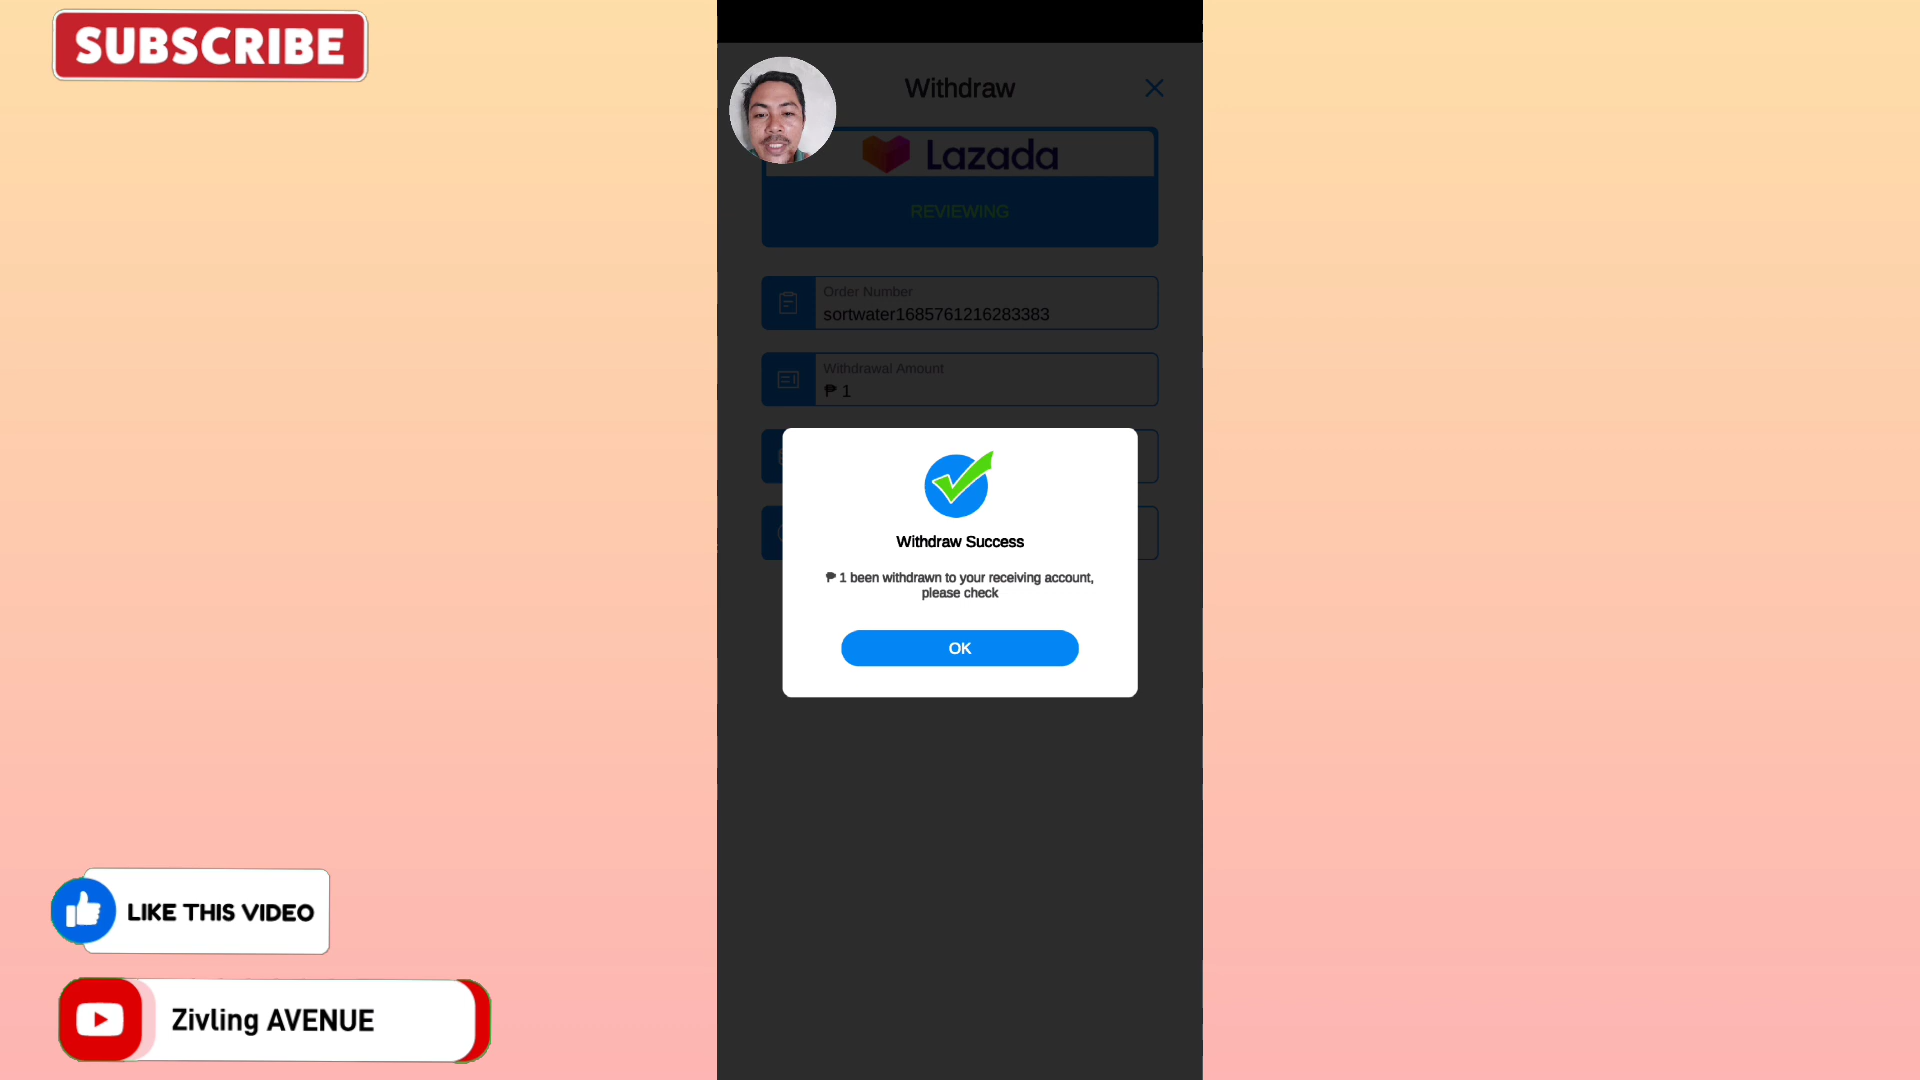 SUBSCRIBE
Withdraw
Lazada
REVIEWING
Order Number
sortwater1685761216283383
Withdrawal Amount
₱ 1
Withdraw Success
₱ 1 been withdrawn to your receiving account,
please check
OK
LIKE THIS VIDEO
Zivling AVENUE